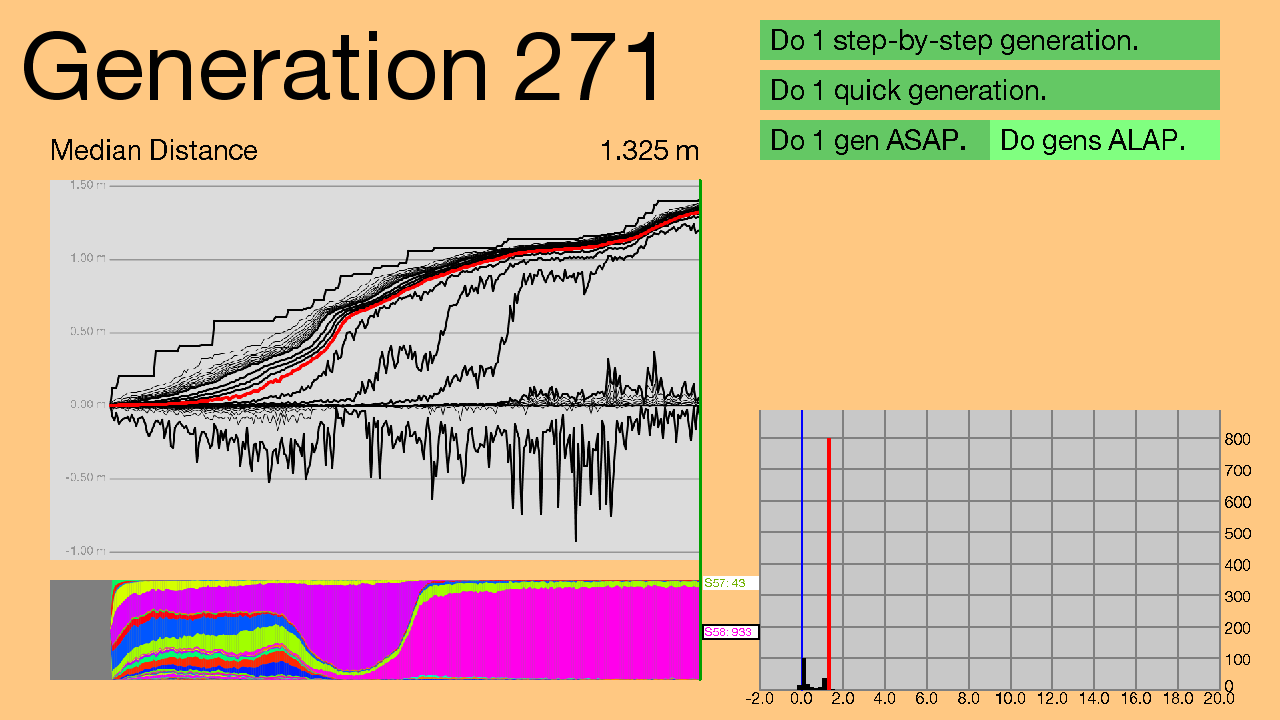 Generation 271
Do 1 step-by-step generation.
Do 1 quick generation.
Do 1 gen ASAP.
Do gens ALAP.
Median Distance
1.325 m
1.50 m
1.00 m
0.50 m
0.00 m
-0.50 m
-1.00 m
S57: 43
S58: 933
800
700
600
500
400
300
200
100
0
-2.0 0.0 2.0 4.0 6.0 8.0 10.0 12.0 14.0 16.0 18.0 20.0